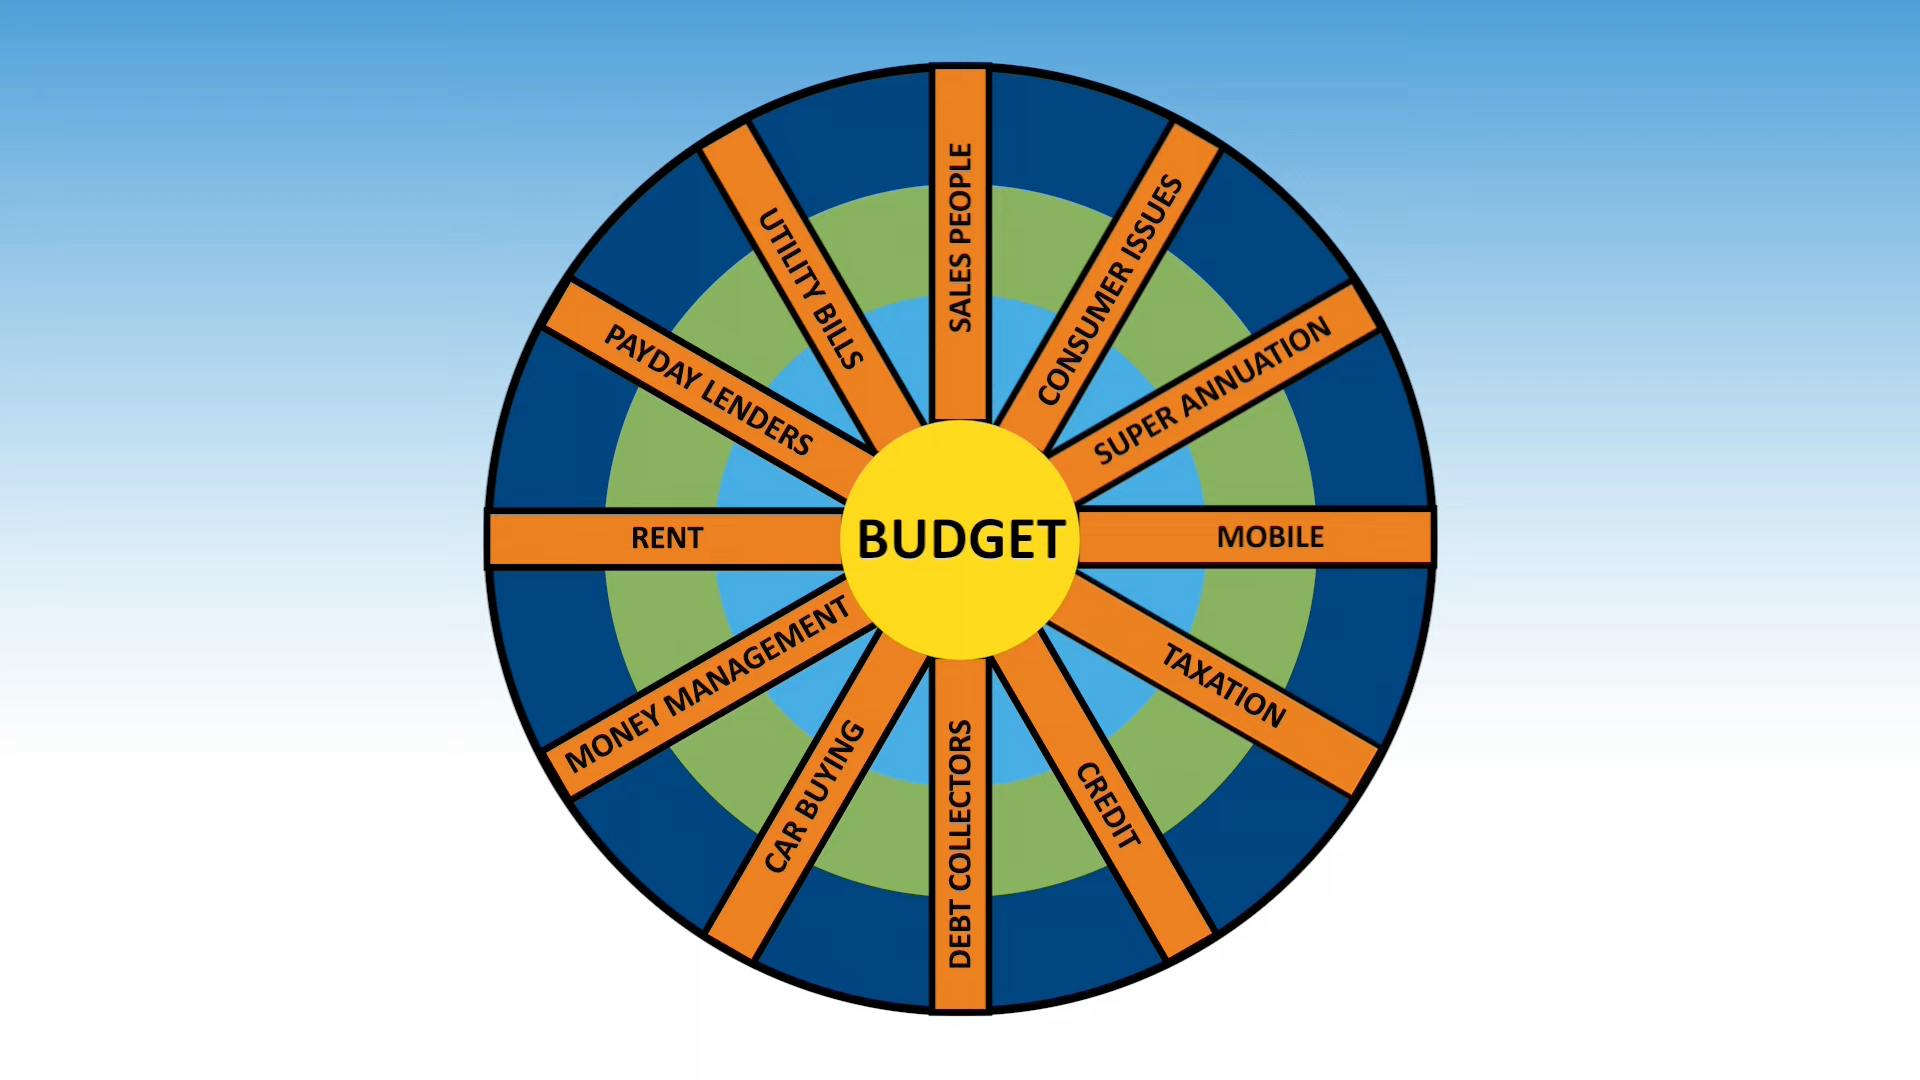 SALES PEOPLE
CONSUMER ISSUES
SUPER ANNUATION
MOBILE
TAXATION
CREDIT
DEBT COLLECTORS
CAR BUYING
MONEY MANAGEMENT
RENT
PAYDAY LENDERS
UTILITY BILLS
BUDGET